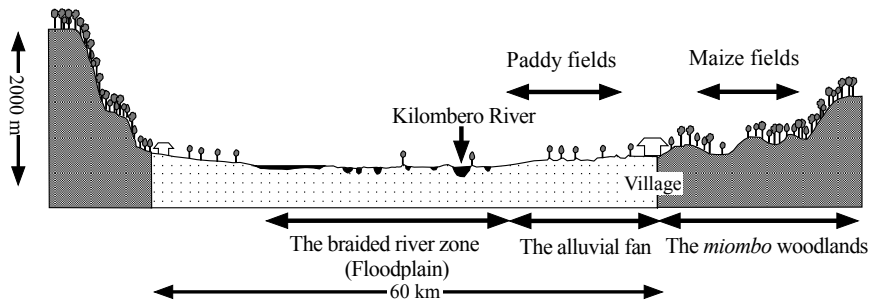 Paddy fields
Maize fields
2000 m
Kilombero River
Village
The braided river zone
(Floodplain)
The alluvial fan
The miombo woodlands
60 km